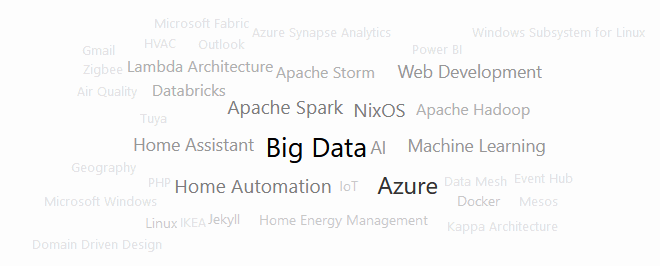 Microsoft Fabric
Azure Synapse Analytics
Windows Subsystem for Linux
Gmail
HVAC
Outlook
Power BI
Zigbee
Lambda Architecture
Apache Storm
Web Development
Air Quality
Databricks
Apache Spark
NixOS
Apache Hadoop
Tuya
Home Assistant
Big Data
AI
Machine Learning
Geography
PHP
Home Automation
IoT
Azure
Data Mesh
Event Hub
Microsoft Windows
Docker
Mesos
Linux
IKEA
Jekyll
Home Energy Management
Kappa Architecture
Domain Driven Design